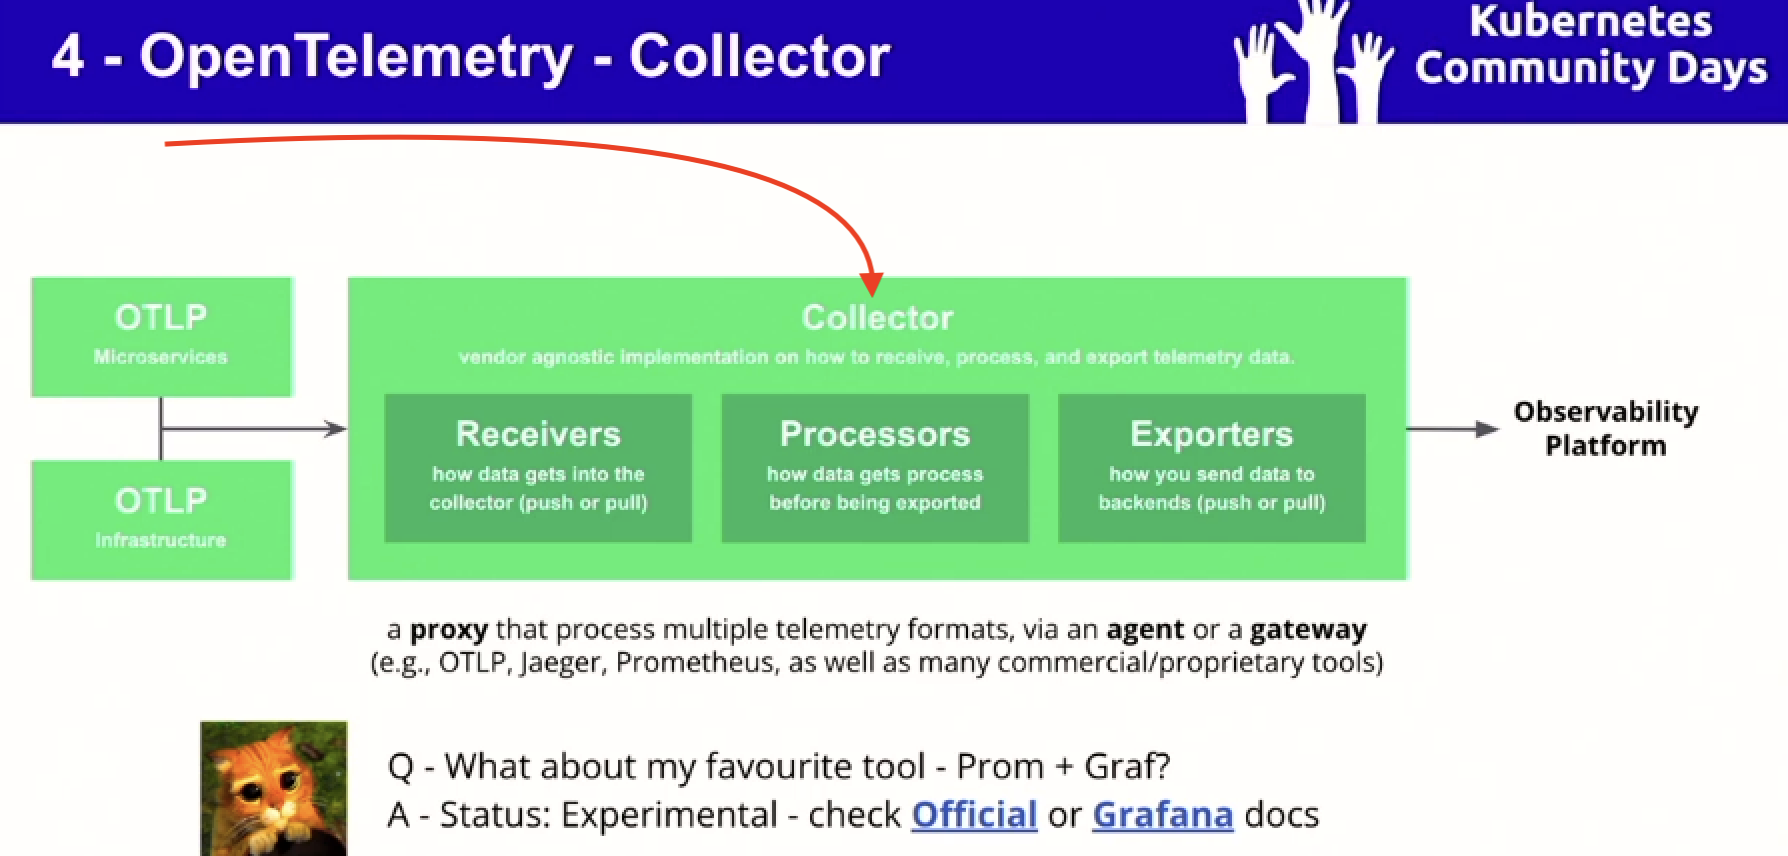 4 - OpenTelemetry - Collector
Kubernetes
Community Days
OTLP
Microservices
OTLP
Infrastructure
Collector
vendor agnostic implementation on how to receive, process, and export telemetry data.
Receivers
how data gets into the
collector (push or pull)
Processors
how data gets process
before being exported
Exporters
how you send data to
backends (push or pull)
Observability
Platform
a proxy that process multiple telemetry formats, via an agent or a gateway
(e.g., OTLP, Jaeger, Prometheus, as well as many commercial/proprietary tools)
Q - What about my favourite tool - Prom + Graf?
A - Status: Experimental - check Official or Grafana docs